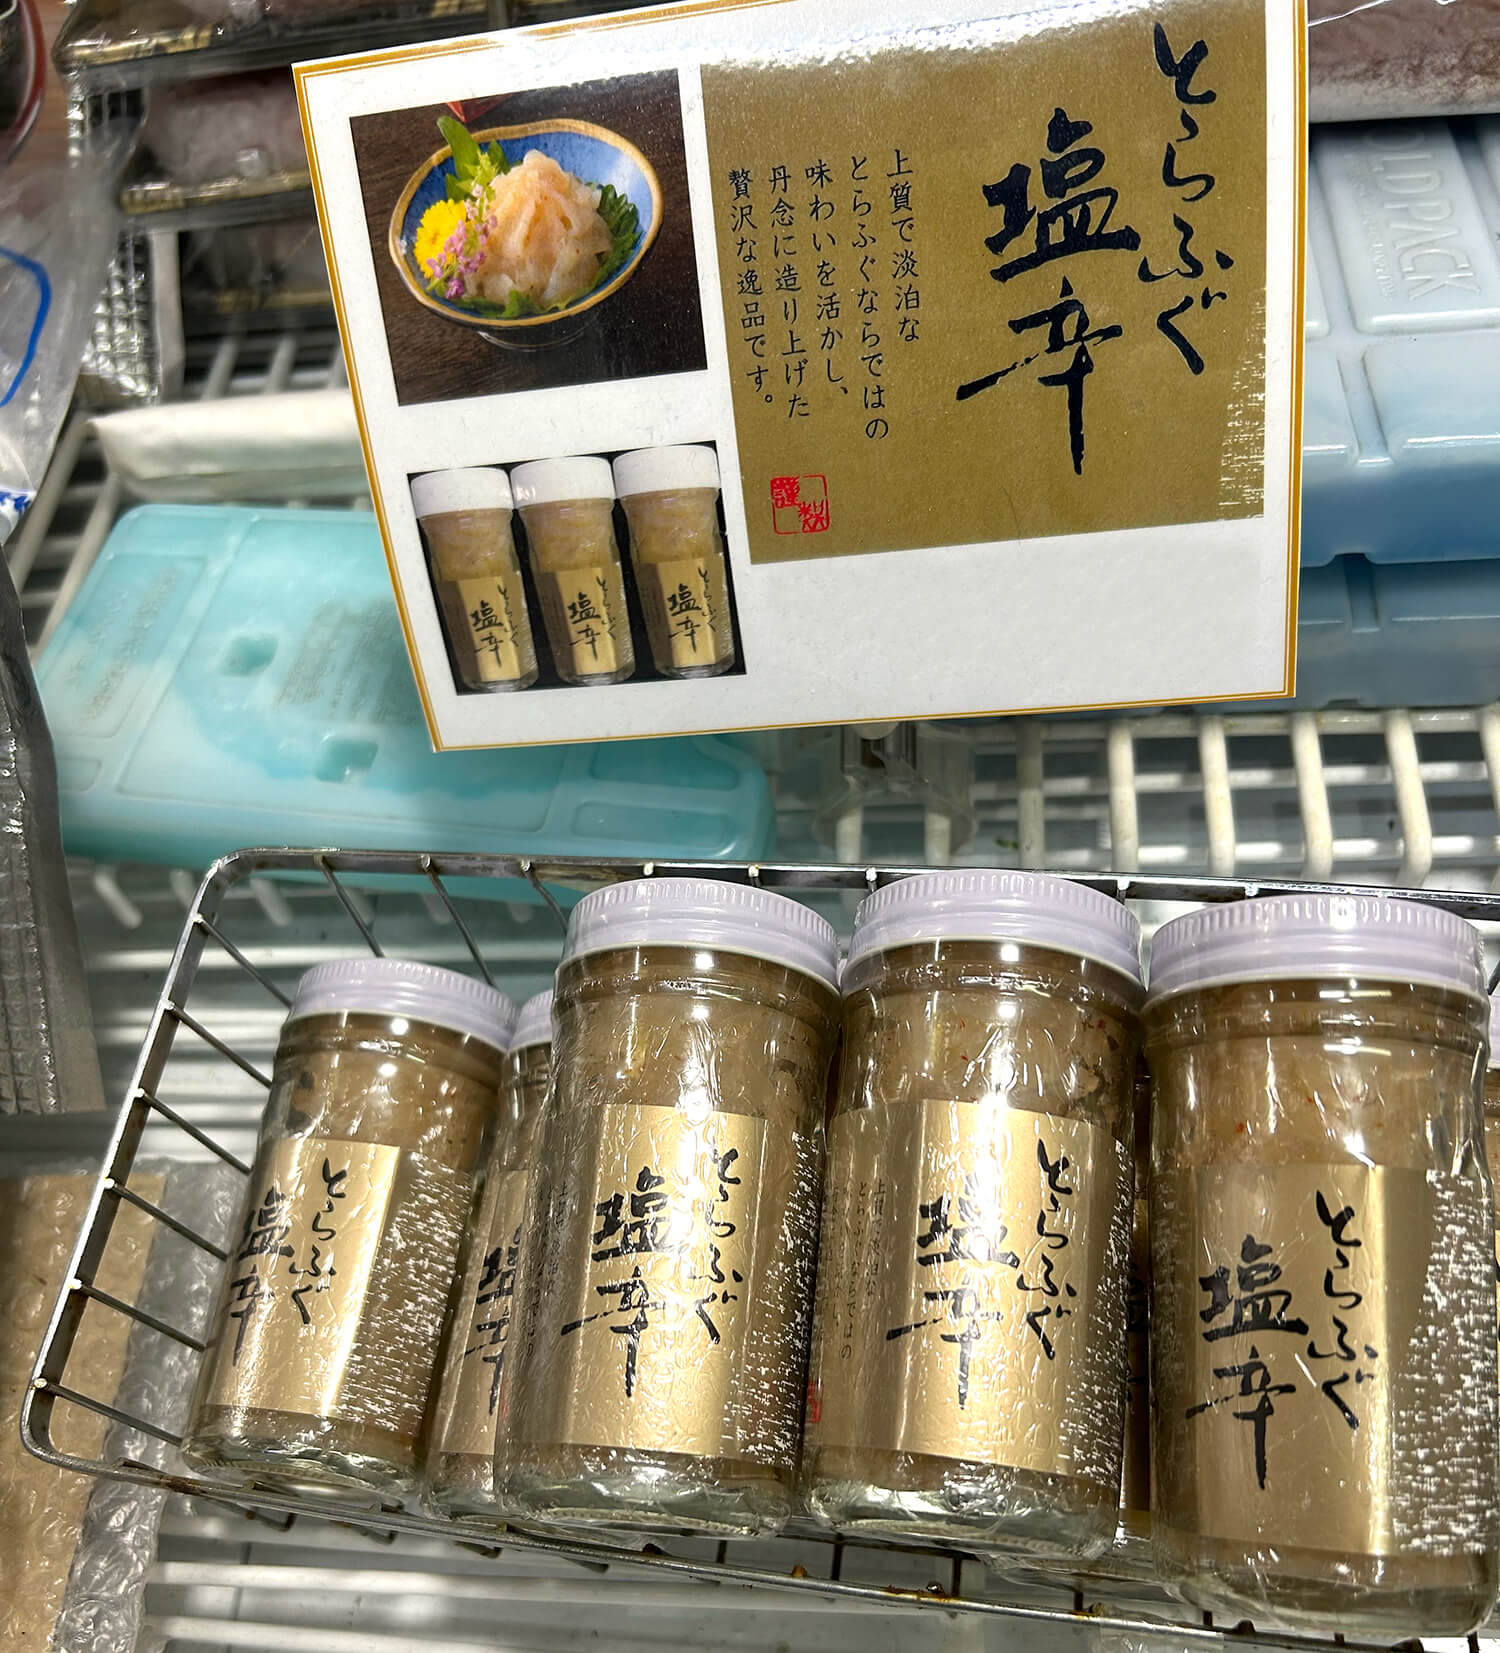 とらふぐ
塩辛
上質で淡泊な
とらふぐならではの
味わいを活かし、
丹念に造り上げた
贅沢な逸品です。
謹製
とらふぐ
塩辛
とらふぐ
塩辛
とらふぐ
塩辛
とらふぐ
塩辛
とらふぐ
塩辛
とらふぐ
塩辛
とらふぐ
塩辛